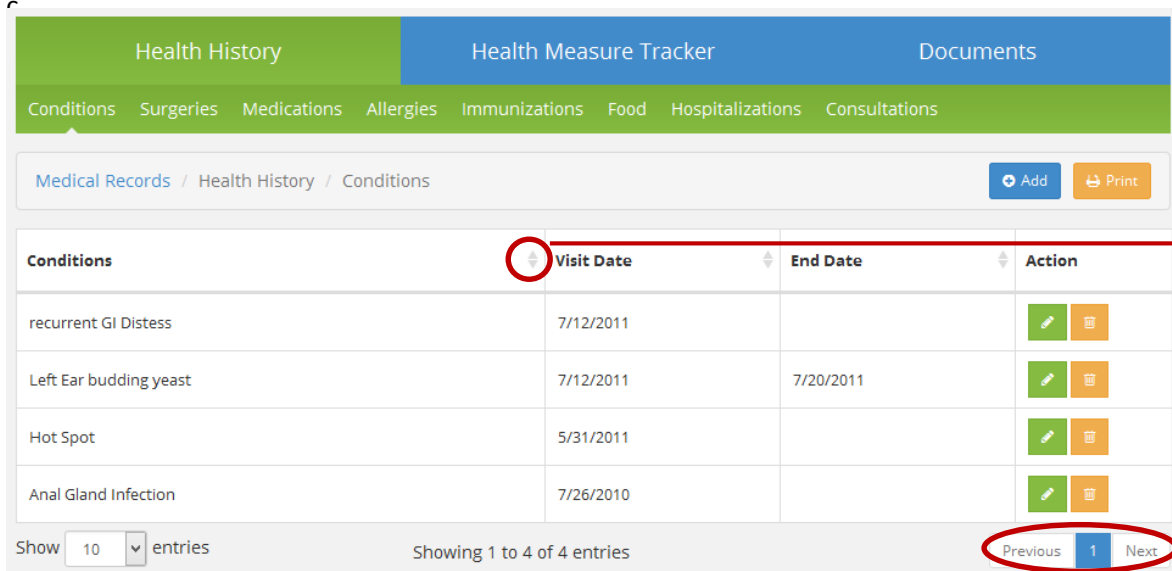 Health History Health Measure Tracker Documents
Conditions Surgeries Medications Allergies Immunizations Food Hospitalizations Consultations
Medical Records / Health History / Conditions Add Print
Conditions Visit Date End Date Action
recurrent GI Distess 7/12/2011
Left Ear budding yeast 7/12/2011 7/20/2011
Hot Spot 5/31/2011
Anal Gland Infection 7/26/2010
Show 10 entries Showing 1 to 4 of 4 entries Previous 1 Next